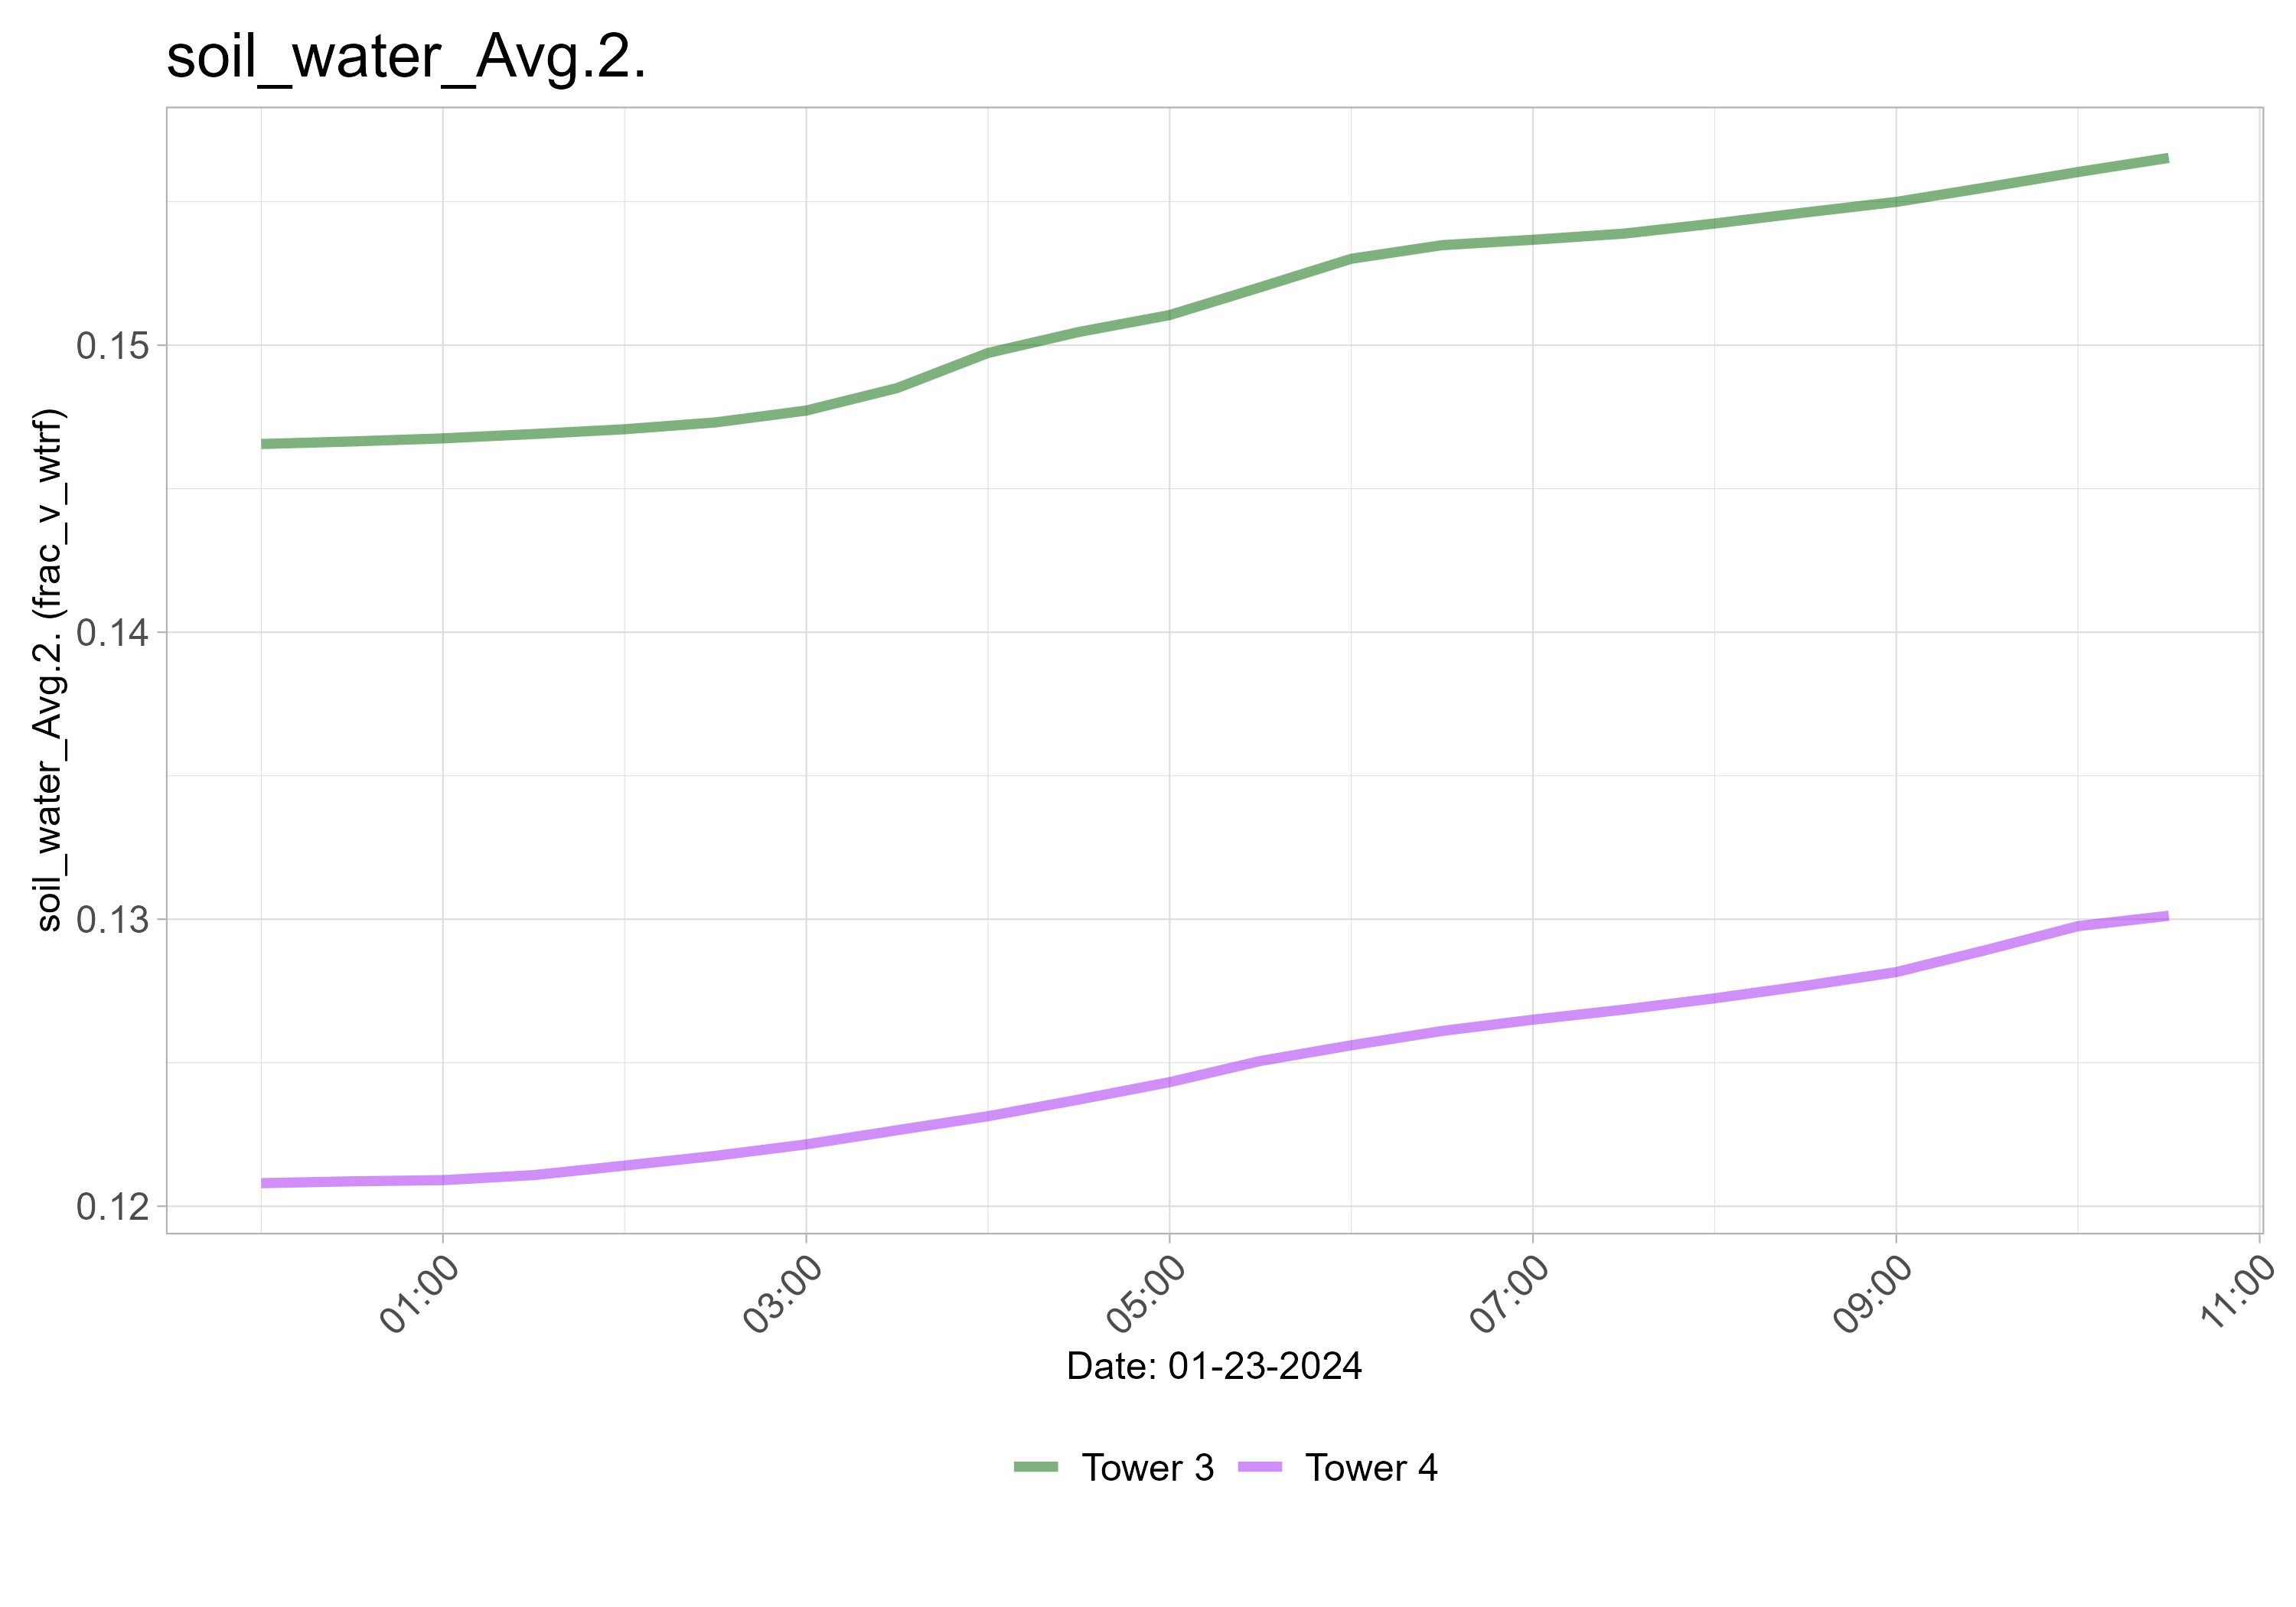 soil_water_Avg.2.
soil_water_Avg.2. (frac_v_wtrf)
0.15
0.14
0.13
0.12
01:00
03:00
05:00
07:00
09:00
11:00
Date: 01-23-2024
Tower 3
Tower 4